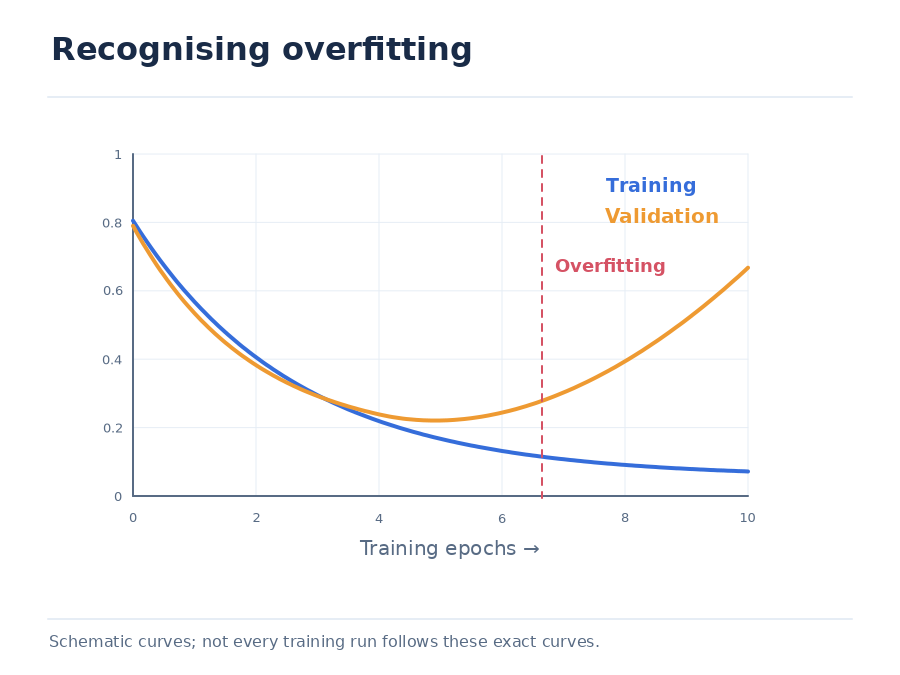 Recognising overfitting
1
0.8
0.6
0.4
0.2
0
Training
Validation
Overfitting
0 2 4 6 8 10
Training epochs →
Schematic curves; not every training run follows these exact curves.